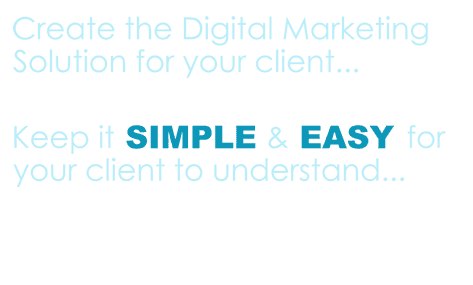 Create the Digital Marketing
Solution for your client...
Keep it SIMPLE & EASY for
your client to understand...